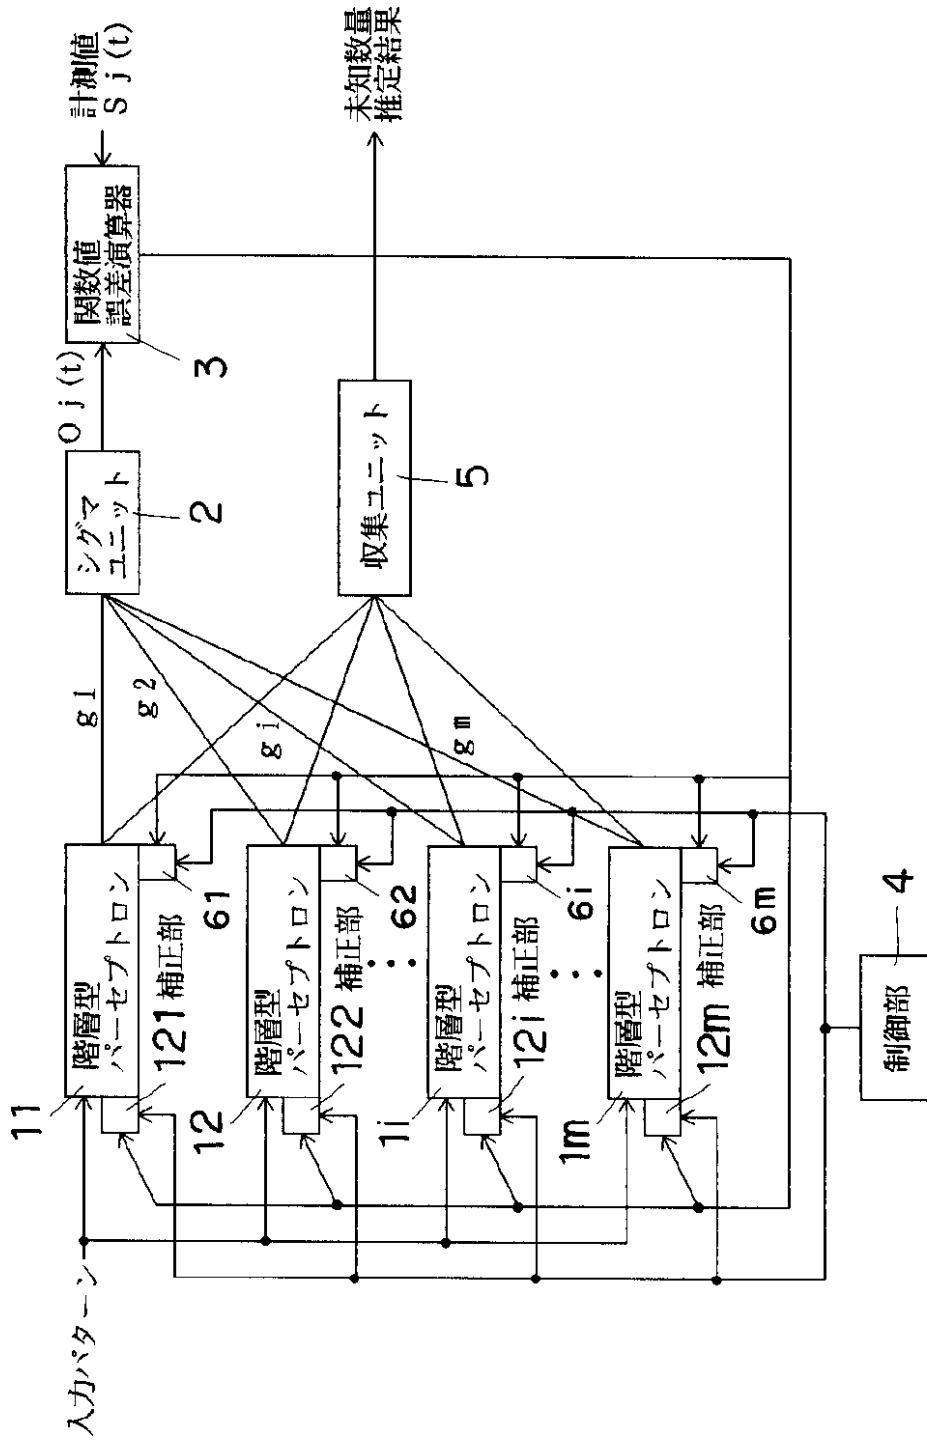 入力パターン
11
階層型
パーセプトロン
121
補正部
61
12
階層型
パーセプトロン
122
補正部
62
1i
階層型
パーセプトロン
12i
補正部
6i
1m
階層型
パーセプトロン
12m
補正部
6m
g1
g2
gi
gm
シグマ
ユニット
2
Oj(t)
関数値
誤差演算器
3
計測値
Sj(t)
収集ユニット
5
未知数量
推定結果
制御部
4